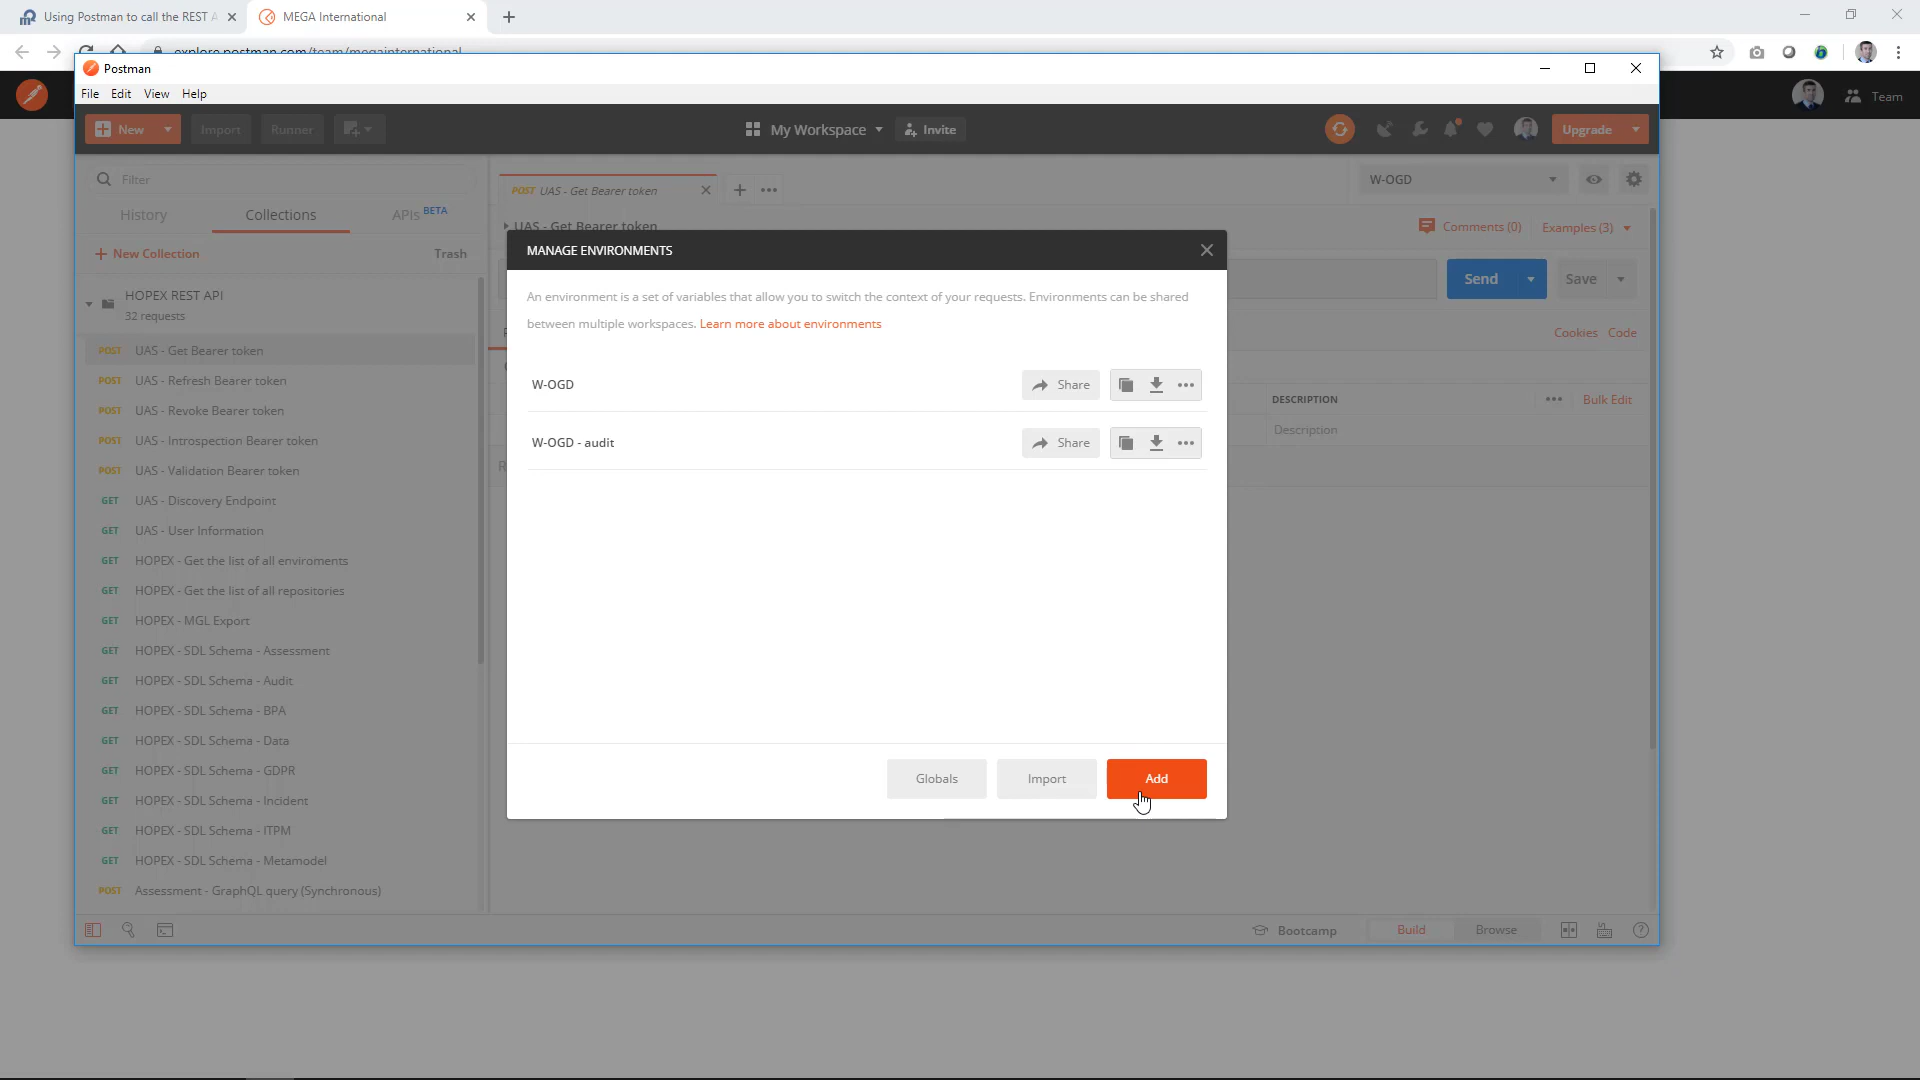 Using Postman to call the REST A
MEGA International
explore.postman.com/team/megainternational
Postman
File Edit View Help
Team
New
Import
Runner
My Workspace
Invite
Upgrade
Filter
POST UAS - Get Bearer token
W-OGD
History
Collections
APIs BETA
UAS - Get Bearer token
Comments (0)
Examples (3)
New Collection
Trash
MANAGE ENVIRONMENTS
Send
Save
HOPEX REST API
32 requests
An environment is a set of variables that allow you to switch the context of your requests. Environments can be shared
between multiple workspaces. Learn more about environments
Cookies Code
POST UAS - Get Bearer token
POST UAS - Refresh Bearer token
POST UAS - Revoke Bearer token
POST UAS - Introspection Bearer token
POST UAS - Validation Bearer token
GET UAS - Discovery Endpoint
GET UAS - User Information
GET HOPEX - Get the list of all enviroments
GET HOPEX - Get the list of all repositories
GET HOPEX - MGL Export
GET HOPEX - SDL Schema - Assessment
GET HOPEX - SDL Schema - Audit
GET HOPEX - SDL Schema - BPA
GET HOPEX - SDL Schema - Data
GET HOPEX - SDL Schema - GDPR
GET HOPEX - SDL Schema - Incident
GET HOPEX - SDL Schema - ITPM
GET HOPEX - SDL Schema - Metamodel
POST Assessment - GraphQL query (Synchronous)
W-OGD
Share
W-OGD - audit
Share
DESCRIPTION
Bulk Edit
Description
Globals
Import
Add
Bootcamp
Build
Browse